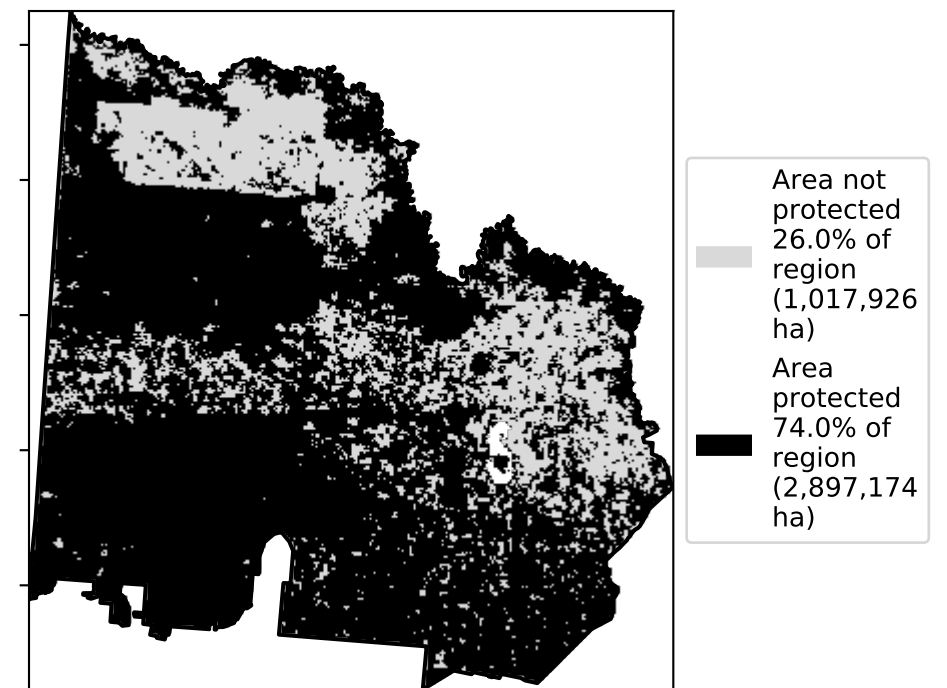 Area not
protected
26.0% of
region
(1,017,926
ha)
Area
protected
74.0% of
region
(2,897,174
ha)